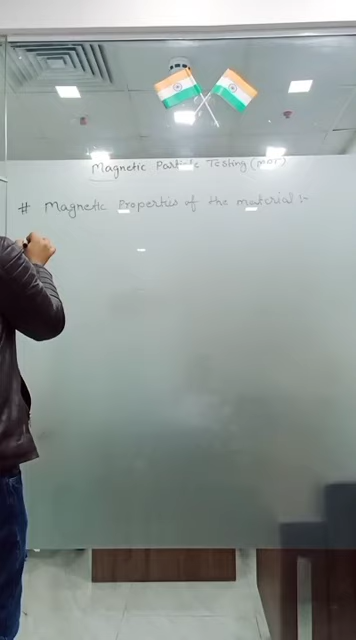 Magnetic Particle Testing (MPT)
# Magnetic Properties of the material :-